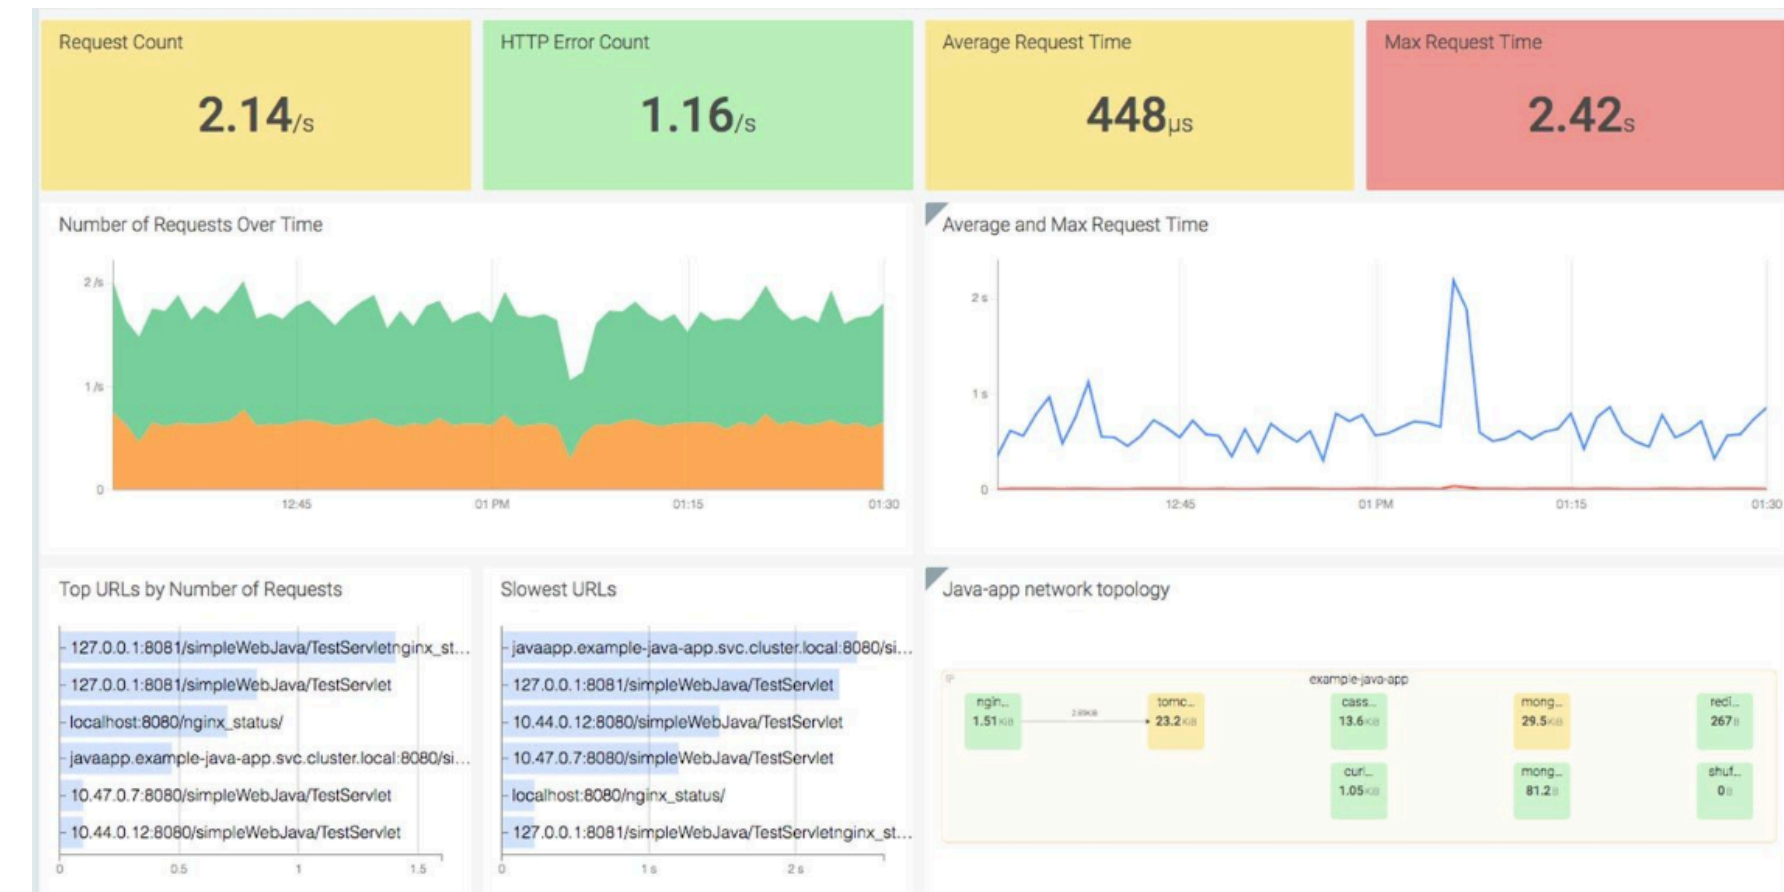 Request Count
2.14/s
HTTP Error Count
1.16/s
Average Request Time
448µs
Max Request Time
2.42s
Number of Requests Over Time
2/s
1/s
0
12:45
01 PM
01:15
01:30
Average and Max Request Time
2 s
1 s
0
12:45
01 PM
01:15
01:30
Top URLs by Number of Requests
127.0.0.1:8081/simpleWebJava/TestServletnginx_st...
127.0.0.1:8081/simpleWebJava/TestServlet
localhost:8080/nginx_status/
javaapp.example-java-app.svc.cluster.local:8080/si...
10.47.0.7:8080/simpleWebJava/TestServlet
10.44.0.12:8080/simpleWebJava/TestServlet
0
0.5
1
1.5
Slowest URLs
javaapp.example-java-app.svc.cluster.local:8080/si...
127.0.0.1:8081/simpleWebJava/TestServlet
10.44.0.12:8080/simpleWebJava/TestServlet
10.47.0.7:8080/simpleWebJava/TestServlet
localhost:8080/nginx_status/
127.0.0.1:8081/simpleWebJava/TestServletnginx_st...
0
1 s
2 s
Java-app network topology
example-java-app
ngin...
1.51 KiB
tomc...
23.2 KiB
cass...
13.6 KiB
mong...
29.5 KiB
redi...
267 B
curl...
1.05 KiB
mong...
81.2 B
shuf...
0 B